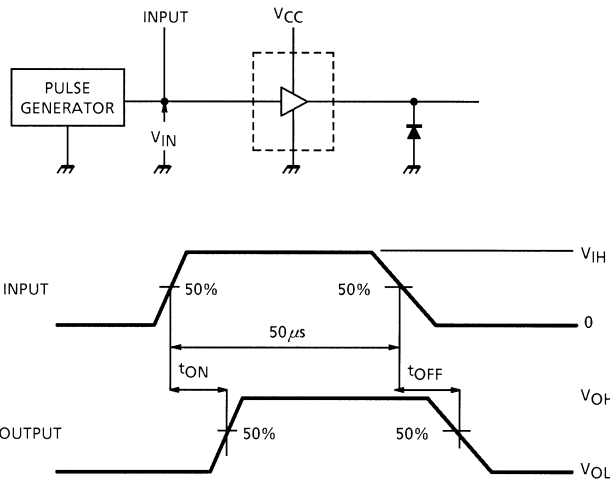 INPUT
VCC
PULSE
GENERATOR
VIN
INPUT
50%
50%
VIH
0
50μs
tON
tOFF
VOH
OUTPUT
50%
50%
VOL